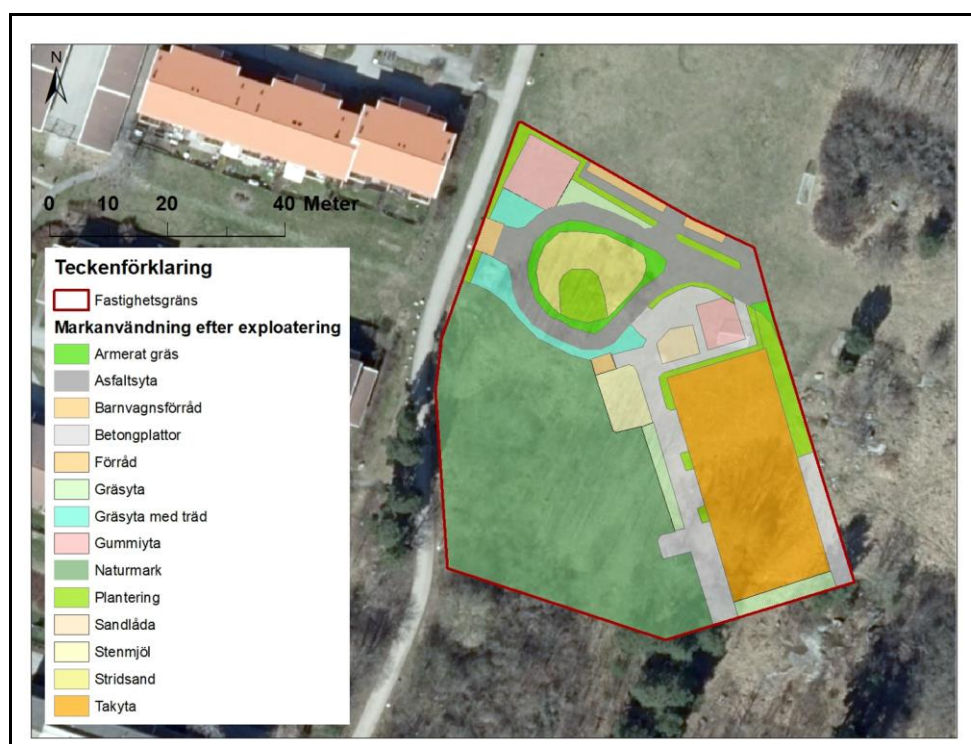 N
0 10 20 40 Meter
Teckenförklaring
Fastighetsgräns
Markanvändning efter exploatering
Armerat gräs
Asfaltsyta
Barnvagnsförråd
Betongplattor
Förråd
Gräsyta
Gräsyta med träd
Gummiyta
Naturmark
Plantering
Sandlåda
Stenmjöl
Stridsand
Takyta